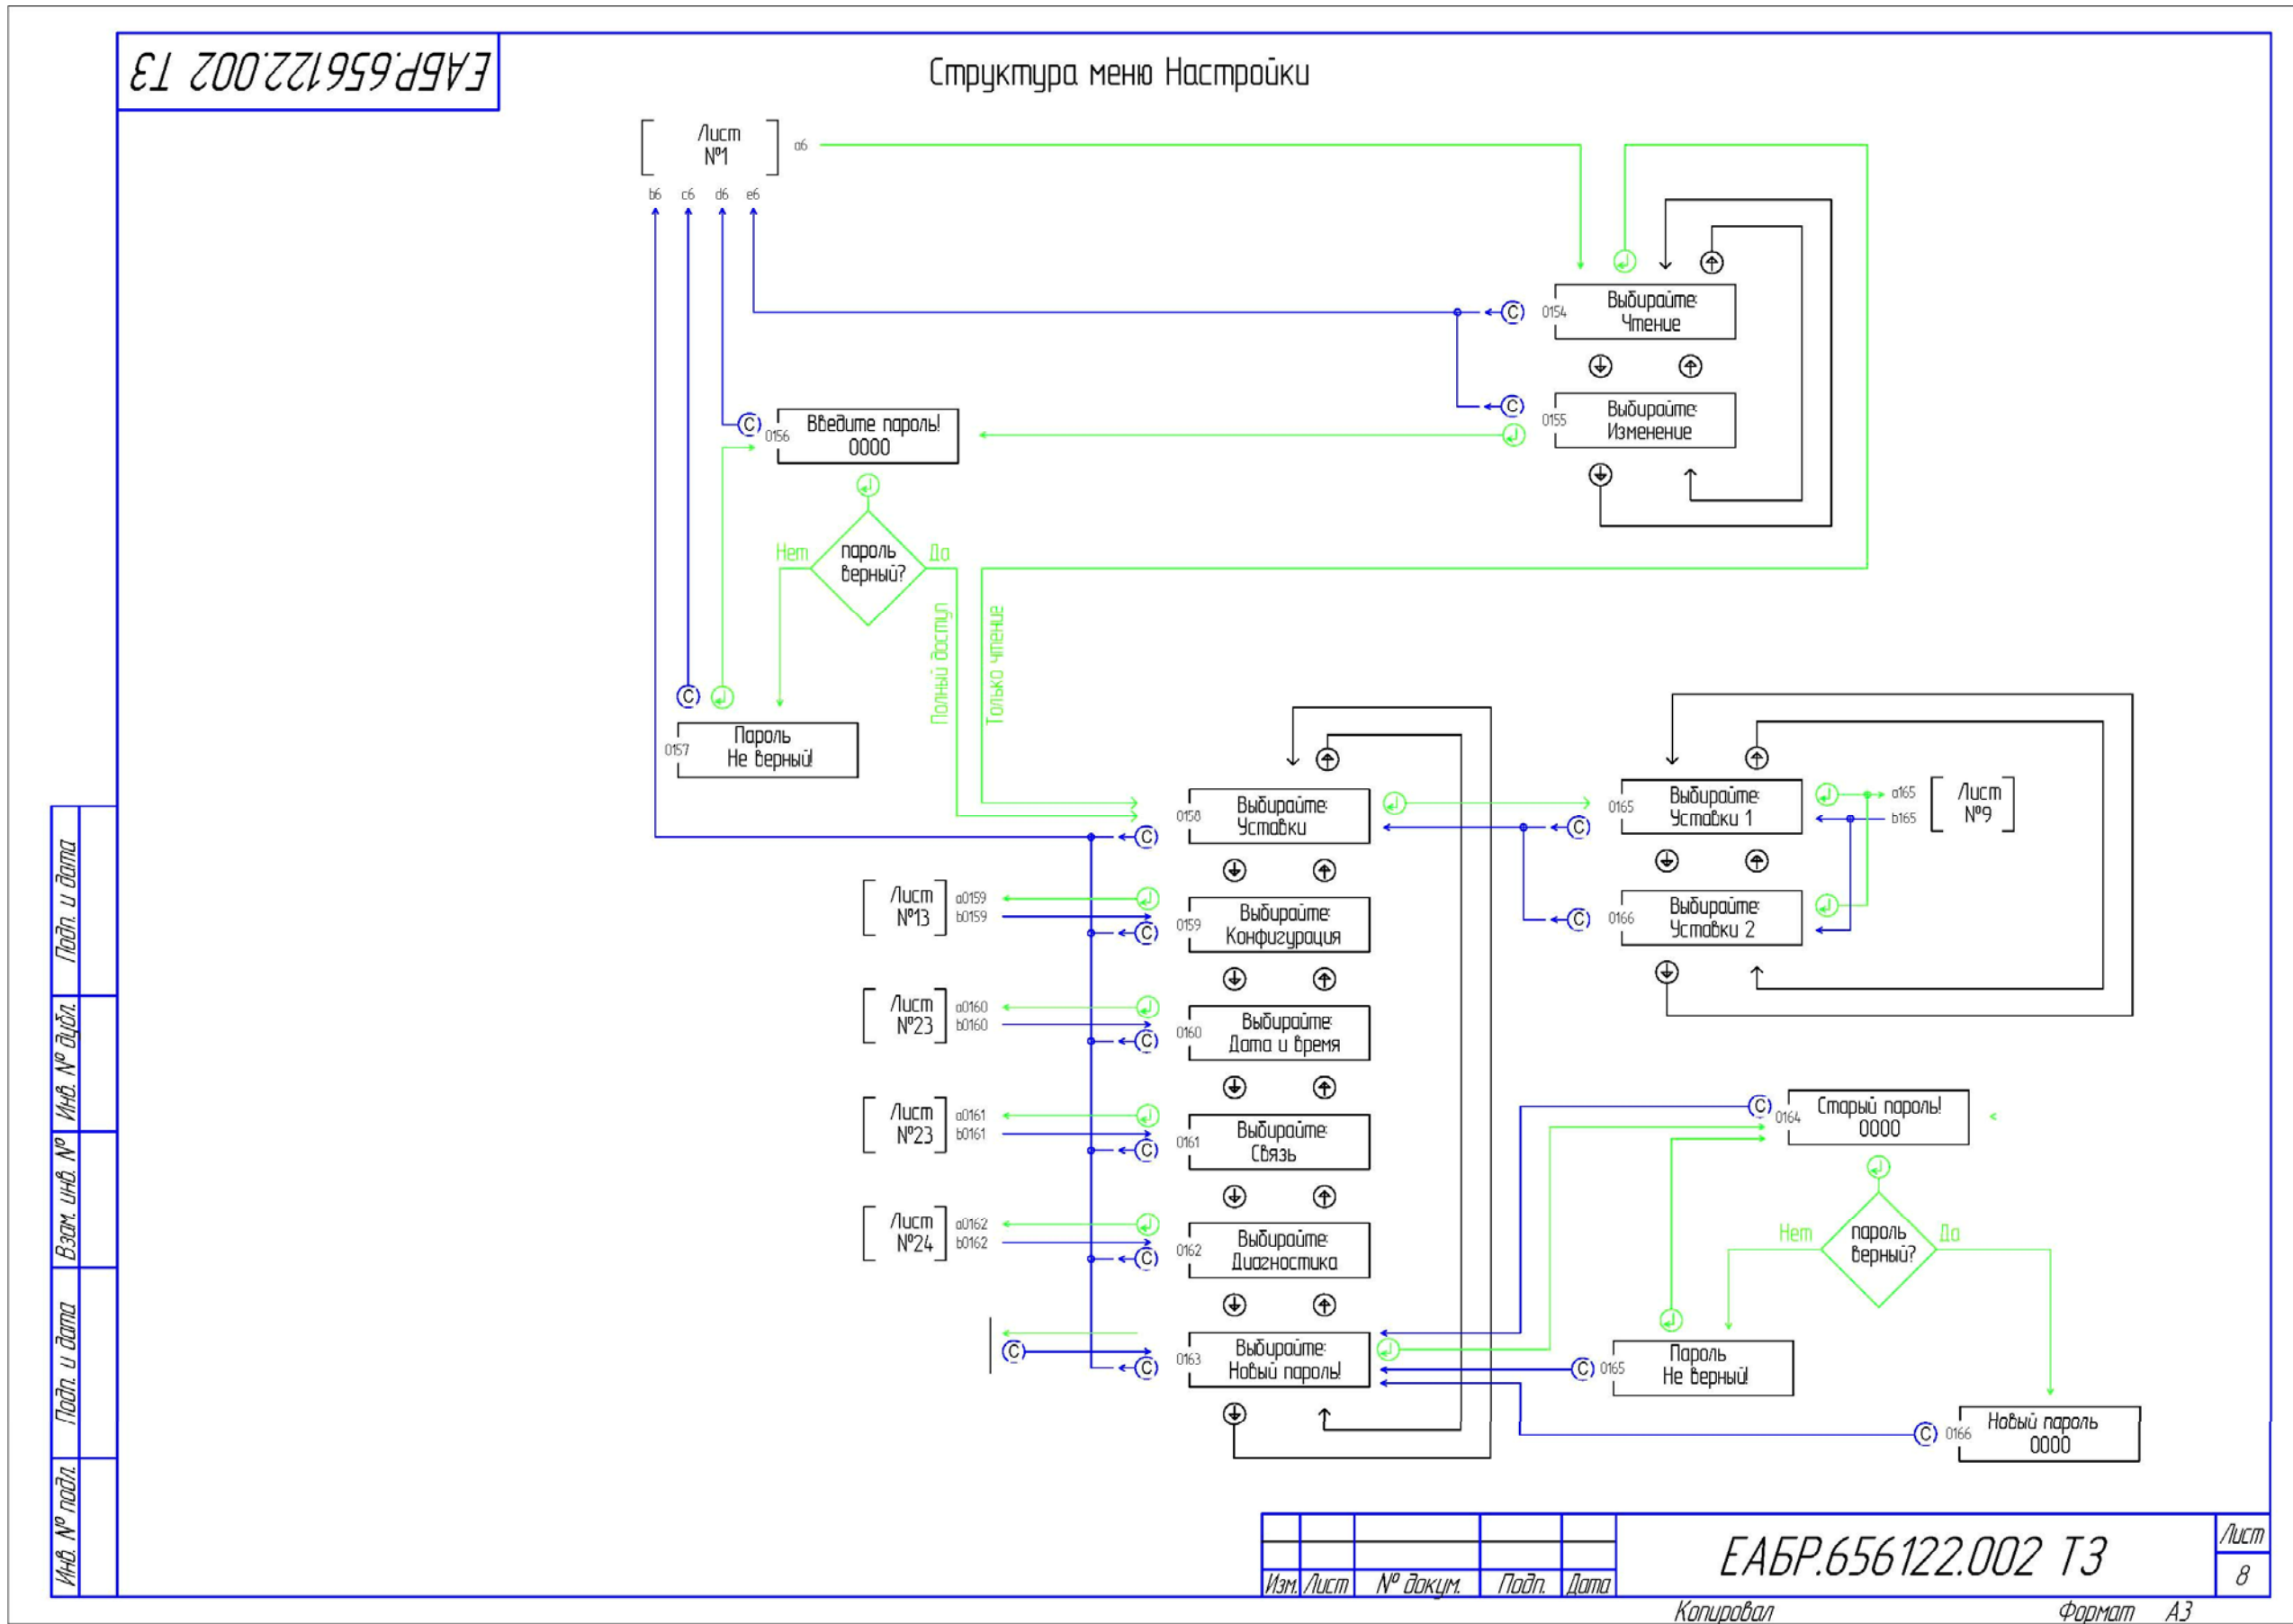 ЕАБР.656122.002 ТЗ
Структура меню Настройки
Лист
№1
а6
b6 c6 d6 e6
0154
Выбирайте:
Чтение
0155
Выбирайте:
Изменение
C
C
C
0156
Введите пароль!
0000
Нет
пароль
верный?
Да
Полный доступ
Только чтение
C
0157
Пароль
Не верный!
0158
Выбирайте:
Уставки
C
Лист
№13
a0159
b0159
C
0159
Выбирайте:
Конфигурация
Лист
№23
a0160
b0160
C
0160
Выбирайте:
Дата и время
Лист
№23
a0161
b0161
C
0161
Выбирайте:
Связь
Лист
№24
a0162
b0162
C
0162
Выбирайте:
Диагностика
C
C
0163
Выбирайте:
Новый пароль!
C
0165
Выбирайте:
Уставки 1
a165
b165
Лист
№9
C
0166
Выбирайте:
Уставки 2
C
0164
Старый пароль!
0000
Нет
пароль
верный?
Да
C
0165
Пароль
Не верный!
C
0166
Новый пароль
0000
Подп. и дата
Инв. № дубл.
Взам. инв. №
Подп. и дата
Инв. № подл.
Изм. Лист № докум. Подп. Дата
ЕАБР.656122.002 ТЗ
Лист
8
Копировал
Формат А3